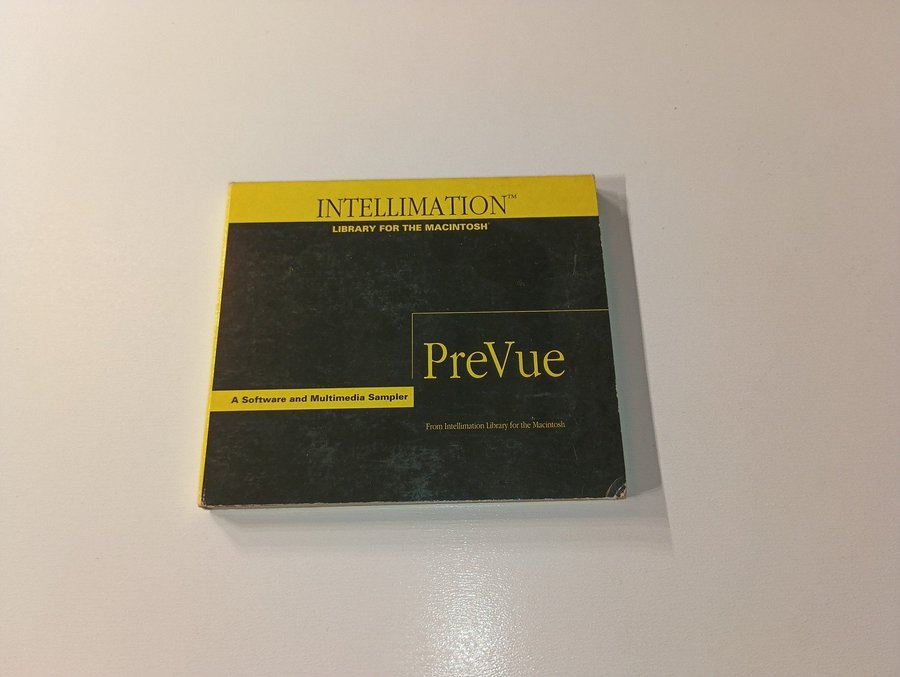 INTELLIMATION™
LIBRARY FOR THE MACINTOSH
PreVue
A Software and Multimedia Sampler
From Intellimation Library for the Macintosh